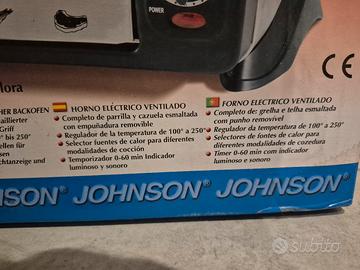 POWER
CE
lora
HER BACKOFEN
aillierter
Griff
° bis 250°
ellen für
sen
chtanzeige und
HORNO ELÉCTRICO VENTILADO
• Completo de parrilla y cazuela esmaltada
con empuñadura removible
• Regulador de la temperatura de 100° a 250°
• Selector fuentes de calor para diferentes
modalidades de cocción
• Temporizador 0-60 min Indicador
luminoso y sonoro
FORNO ELECTRICO VENTILADO
• Completo de: grelha e telha esmaltada
com punho removivel
• Regulador da temperatura de 100° a 250°
• Selectores de fontes de calor para
diferentes modalidades de cozedura
• Timer 0-60 min com indicador
luminoso e sonoro
NSON® JOHNSON® JOHNSON®
subito